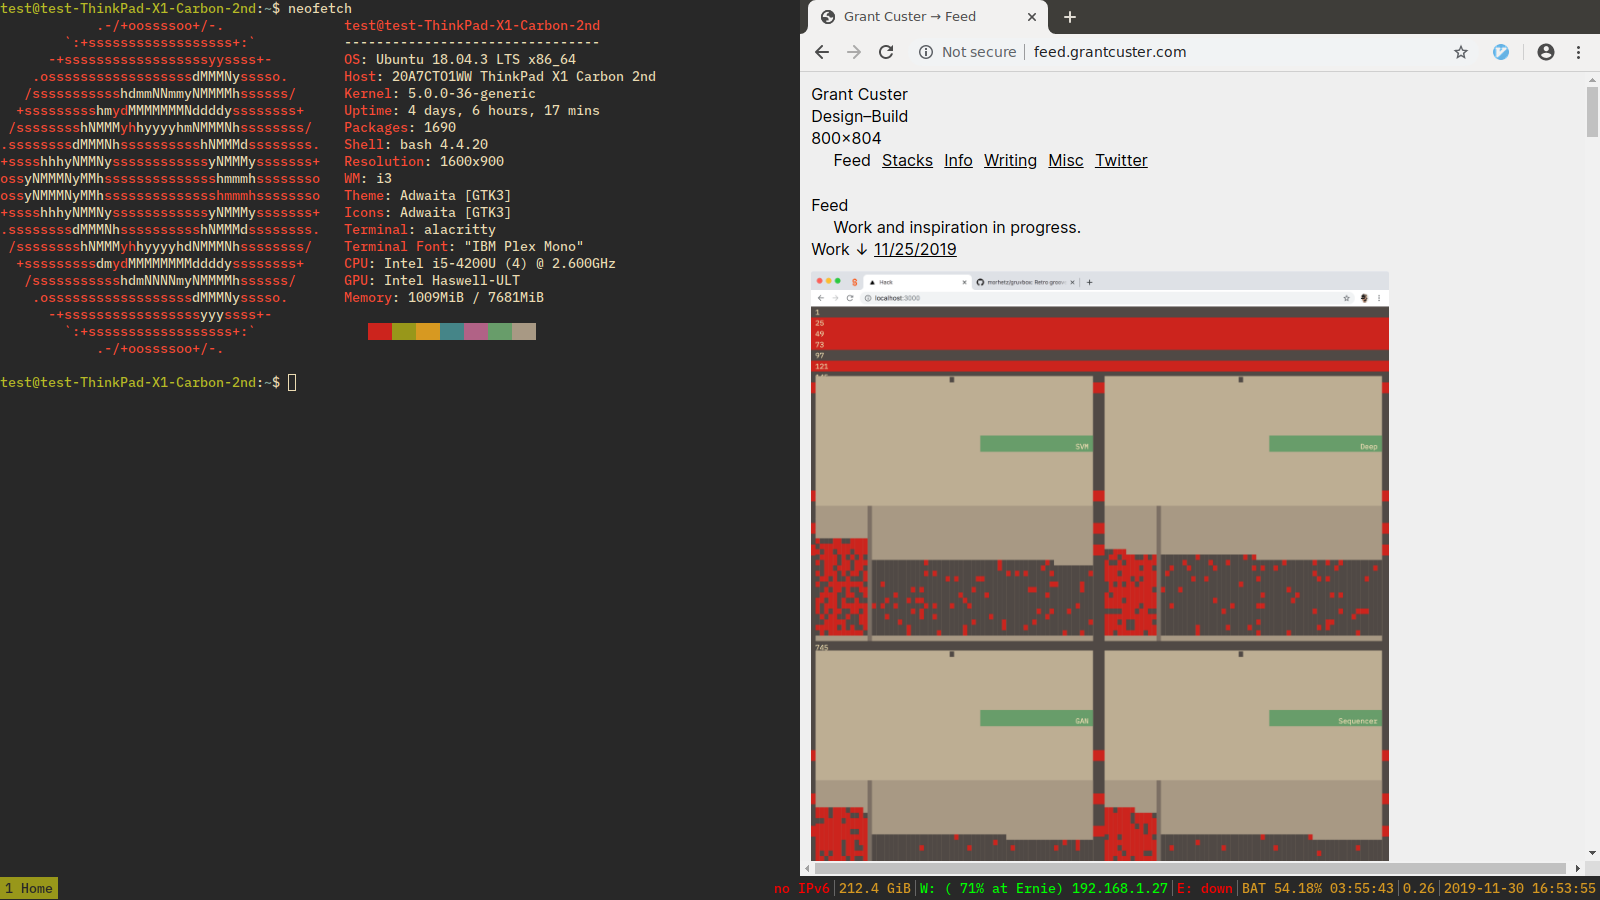 test@test-ThinkPad-X1-Carbon-2nd:~$ neofetch
.-/+oossssoo+/-.
`:+ssssssssssssssssss+:`
-+ssssssssssssssssssyyssss+-
.ossssssssssssssssssdMMMNysssso.
/ssssssssssshdmmNNmmyNMMMMhssssss/
+ssssssssshmydMMMMMMMNddddyssssssss+
/sssssssshNMMMyhhyyyyhmNMMMNhssssssss/
.ssssssssdMMMNhsssssssssshNMMMdssssssss.
+sssshhhyNMMNyssssssssssssyNMMMysssssss+
ossyNMMMNyMMhsssssssssssssshmmmhssssssso
ossyNMMMNyMMhsssssssssssssshmmmhssssssso
+sssshhhyNMMNyssssssssssssyNMMMysssssss+
.ssssssssdMMMNhsssssssssshNMMMdssssssss.
/sssssssshNMMMyhhyyyyhdNMMMNhssssssss/
+sssssssssdmydMMMMMMMMddddyssssssss+
/ssssssssssshdmNNNNmyNMMMMhssssss/
.ossssssssssssssssssdMMMNysssso.
-+sssssssssssssssssyyyssss+-
`:+ssssssssssssssssss+:`
.-/+oossssoo+/-.
test@test-ThinkPad-X1-Carbon-2nd
--------------------------------
OS: Ubuntu 18.04.3 LTS x86_64
Host: 20A7CTO1WW ThinkPad X1 Carbon 2nd
Kernel: 5.0.0-36-generic
Uptime: 4 days, 6 hours, 17 mins
Packages: 1690
Shell: bash 4.4.20
Resolution: 1600x900
WM: i3
Theme: Adwaita [GTK3]
Icons: Adwaita [GTK3]
Terminal: alacritty
Terminal Font: "IBM Plex Mono"
CPU: Intel i5-4200U (4) @ 2.600GHz
GPU: Intel Haswell-ULT
Memory: 1009MiB / 7681MiB
test@test-ThinkPad-X1-Carbon-2nd:~$
Grant Custer → Feed
Not secure feed.grantcuster.com
Grant Custer
Design–Build
800×804
Feed Stacks Info Writing Misc Twitter
Feed
Work and inspiration in progress.
Work ↓ 11/25/2019
Hack
morhetz/gruvbox: Retro groov
localhost:3000
1
25
49
73
97
121
SVM
Deep
745
GAN
Sequences
1 Home
no IPv6|212.4 GiB|W: ( 71% at Ernie) 192.168.1.27|E: down|BAT 54.18% 03:55:43|0.26|2019-11-30 16:53:55